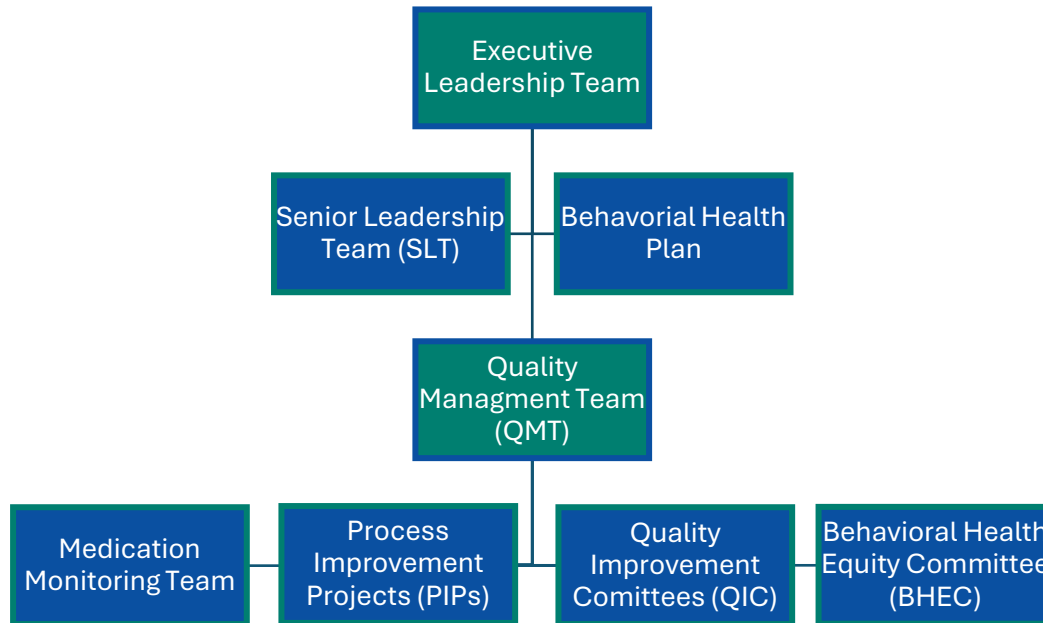 Executive
Leadership Team
Senior Leadership
Team (SLT)
Behavorial Health
Plan
Quality
Managment Team
(QMT)
Medication
Monitoring Team
Process
Improvement
Projects (PIPs)
Quality
Improvement
Comittees (QIC)
Behavioral Health
Equity Committee
(BHEC)